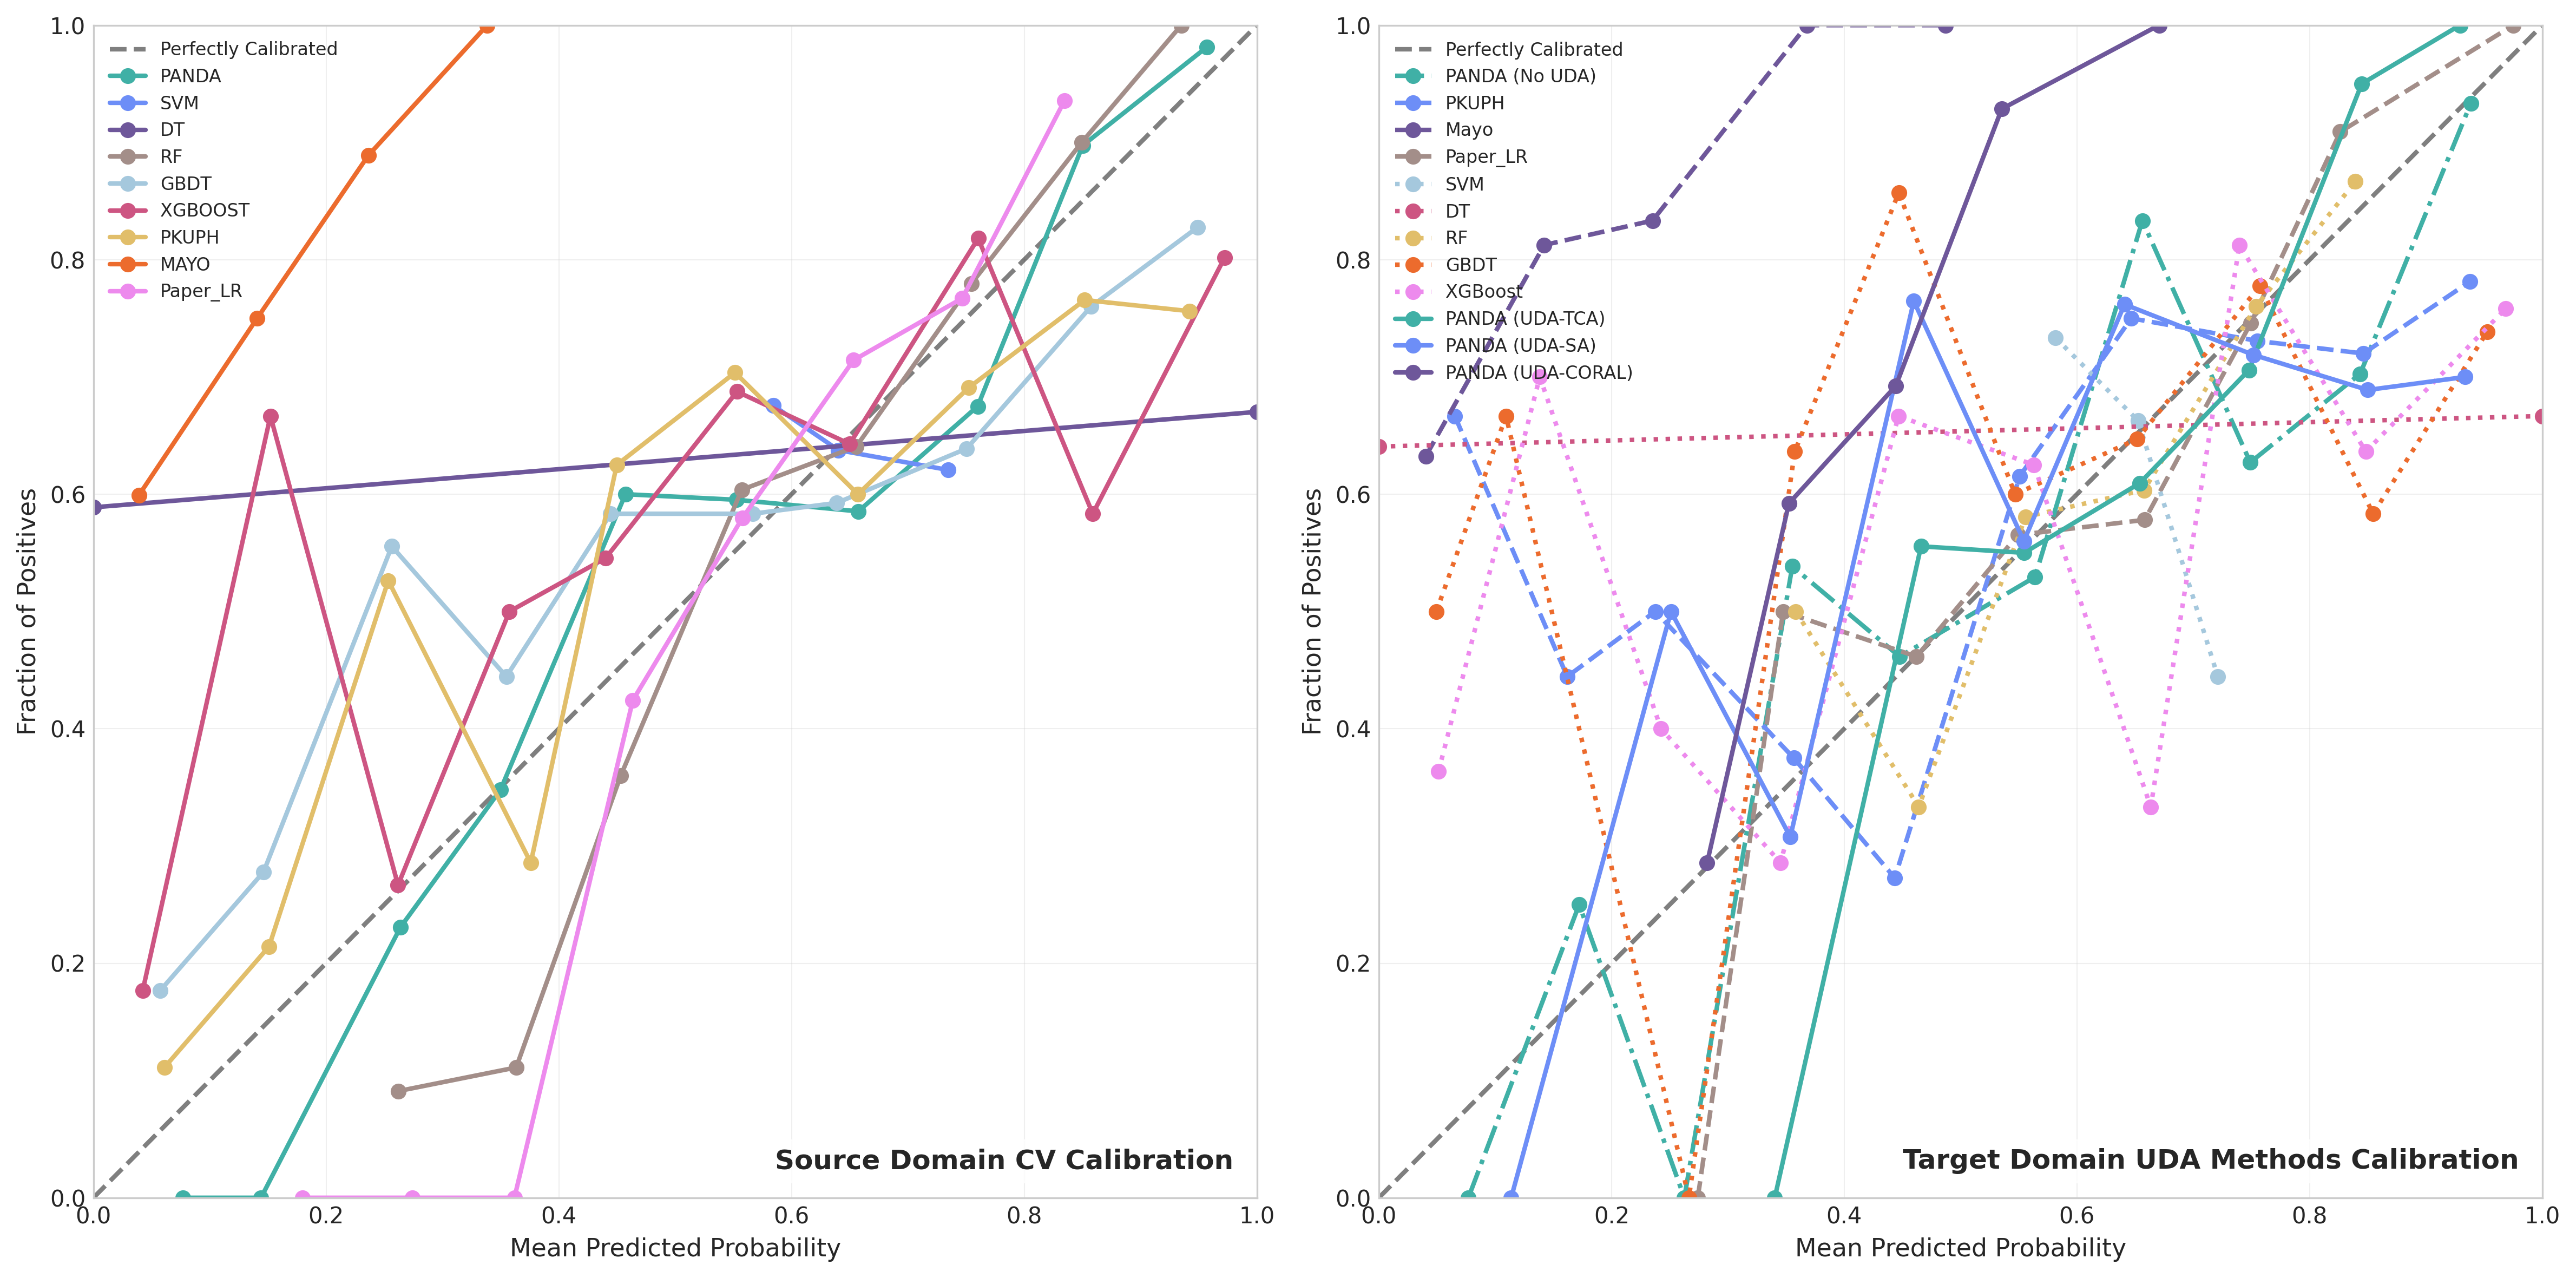 1.0
0.8
0.6
0.4
0.2
0.0
Fraction of Positives
Perfectly Calibrated
PANDA
SVM
DT
RF
GBDT
XGBOOST
PKUPH
MAYO
Paper_LR
Source Domain CV Calibration
0.0 0.2 0.4 0.6 0.8 1.0
Mean Predicted Probability
1.0
0.8
0.6
0.4
0.2
0.0
Fraction of Positives
Perfectly Calibrated
PANDA (No UDA)
PKUPH
Mayo
Paper_LR
SVM
DT
RF
GBDT
XGBoost
PANDA (UDA-TCA)
PANDA (UDA-SA)
PANDA (UDA-CORAL)
Target Domain UDA Methods Calibration
0.0 0.2 0.4 0.6 0.8 1.0
Mean Predicted Probability